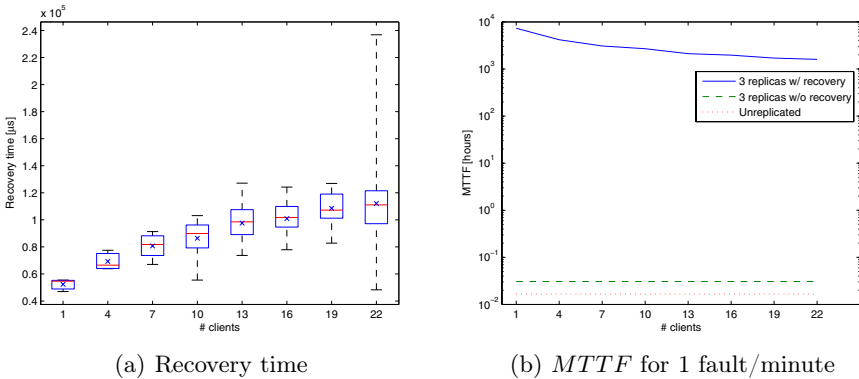 x 10^5
2.4
2.2
2
1.8
1.6
1.4
1.2
1
0.8
0.6
0.4
Recovery time [μs]
1 4 7 10 13 16 19 22
# clients
(a) Recovery time
10^4
10^3
10^2
10^1
10^0
10^-1
10^-2
MTTF [hours]
3 replicas w/ recovery
3 replicas w/o recovery
Unreplicated
1 4 7 10 13 16 19 22
# clients
(b) MTTF for 1 fault/minute